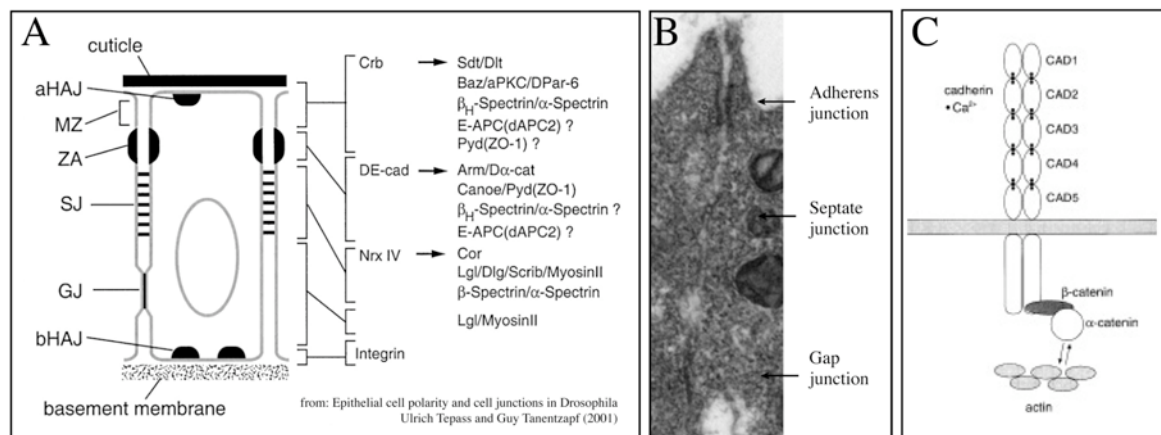 A
cuticle
aHAJ
MZ
ZA
SJ
GJ
bHAJ
basement membrane
Crb
Sdt/Dlt
Baz/aPKC/DPar-6
βH-Spectrin/α-Spectrin
E-APC(dAPC2) ?
Pyd(ZO-1) ?
DE-cad
Arm/Dα-cat
Canoe/Pyd(ZO-1)
βH-Spectrin/α-Spectrin ?
E-APC(dAPC2) ?
Nrx IV
Cor
Lgl/Dlg/Scrib/MyosinII
β-Spectrin/α-Spectrin
Lgl/MyosinII
Integrin
from: Epithelial cell polarity and cell junctions in Drosophila
Ulrich Tepass and Guy Tanentzapf (2001)
B
Adherens
junction
Septate
junction
Gap
junction
C
cadherin
•Ca²⁺
CAD1
CAD2
CAD3
CAD4
CAD5
β-catenin
α-catenin
actin